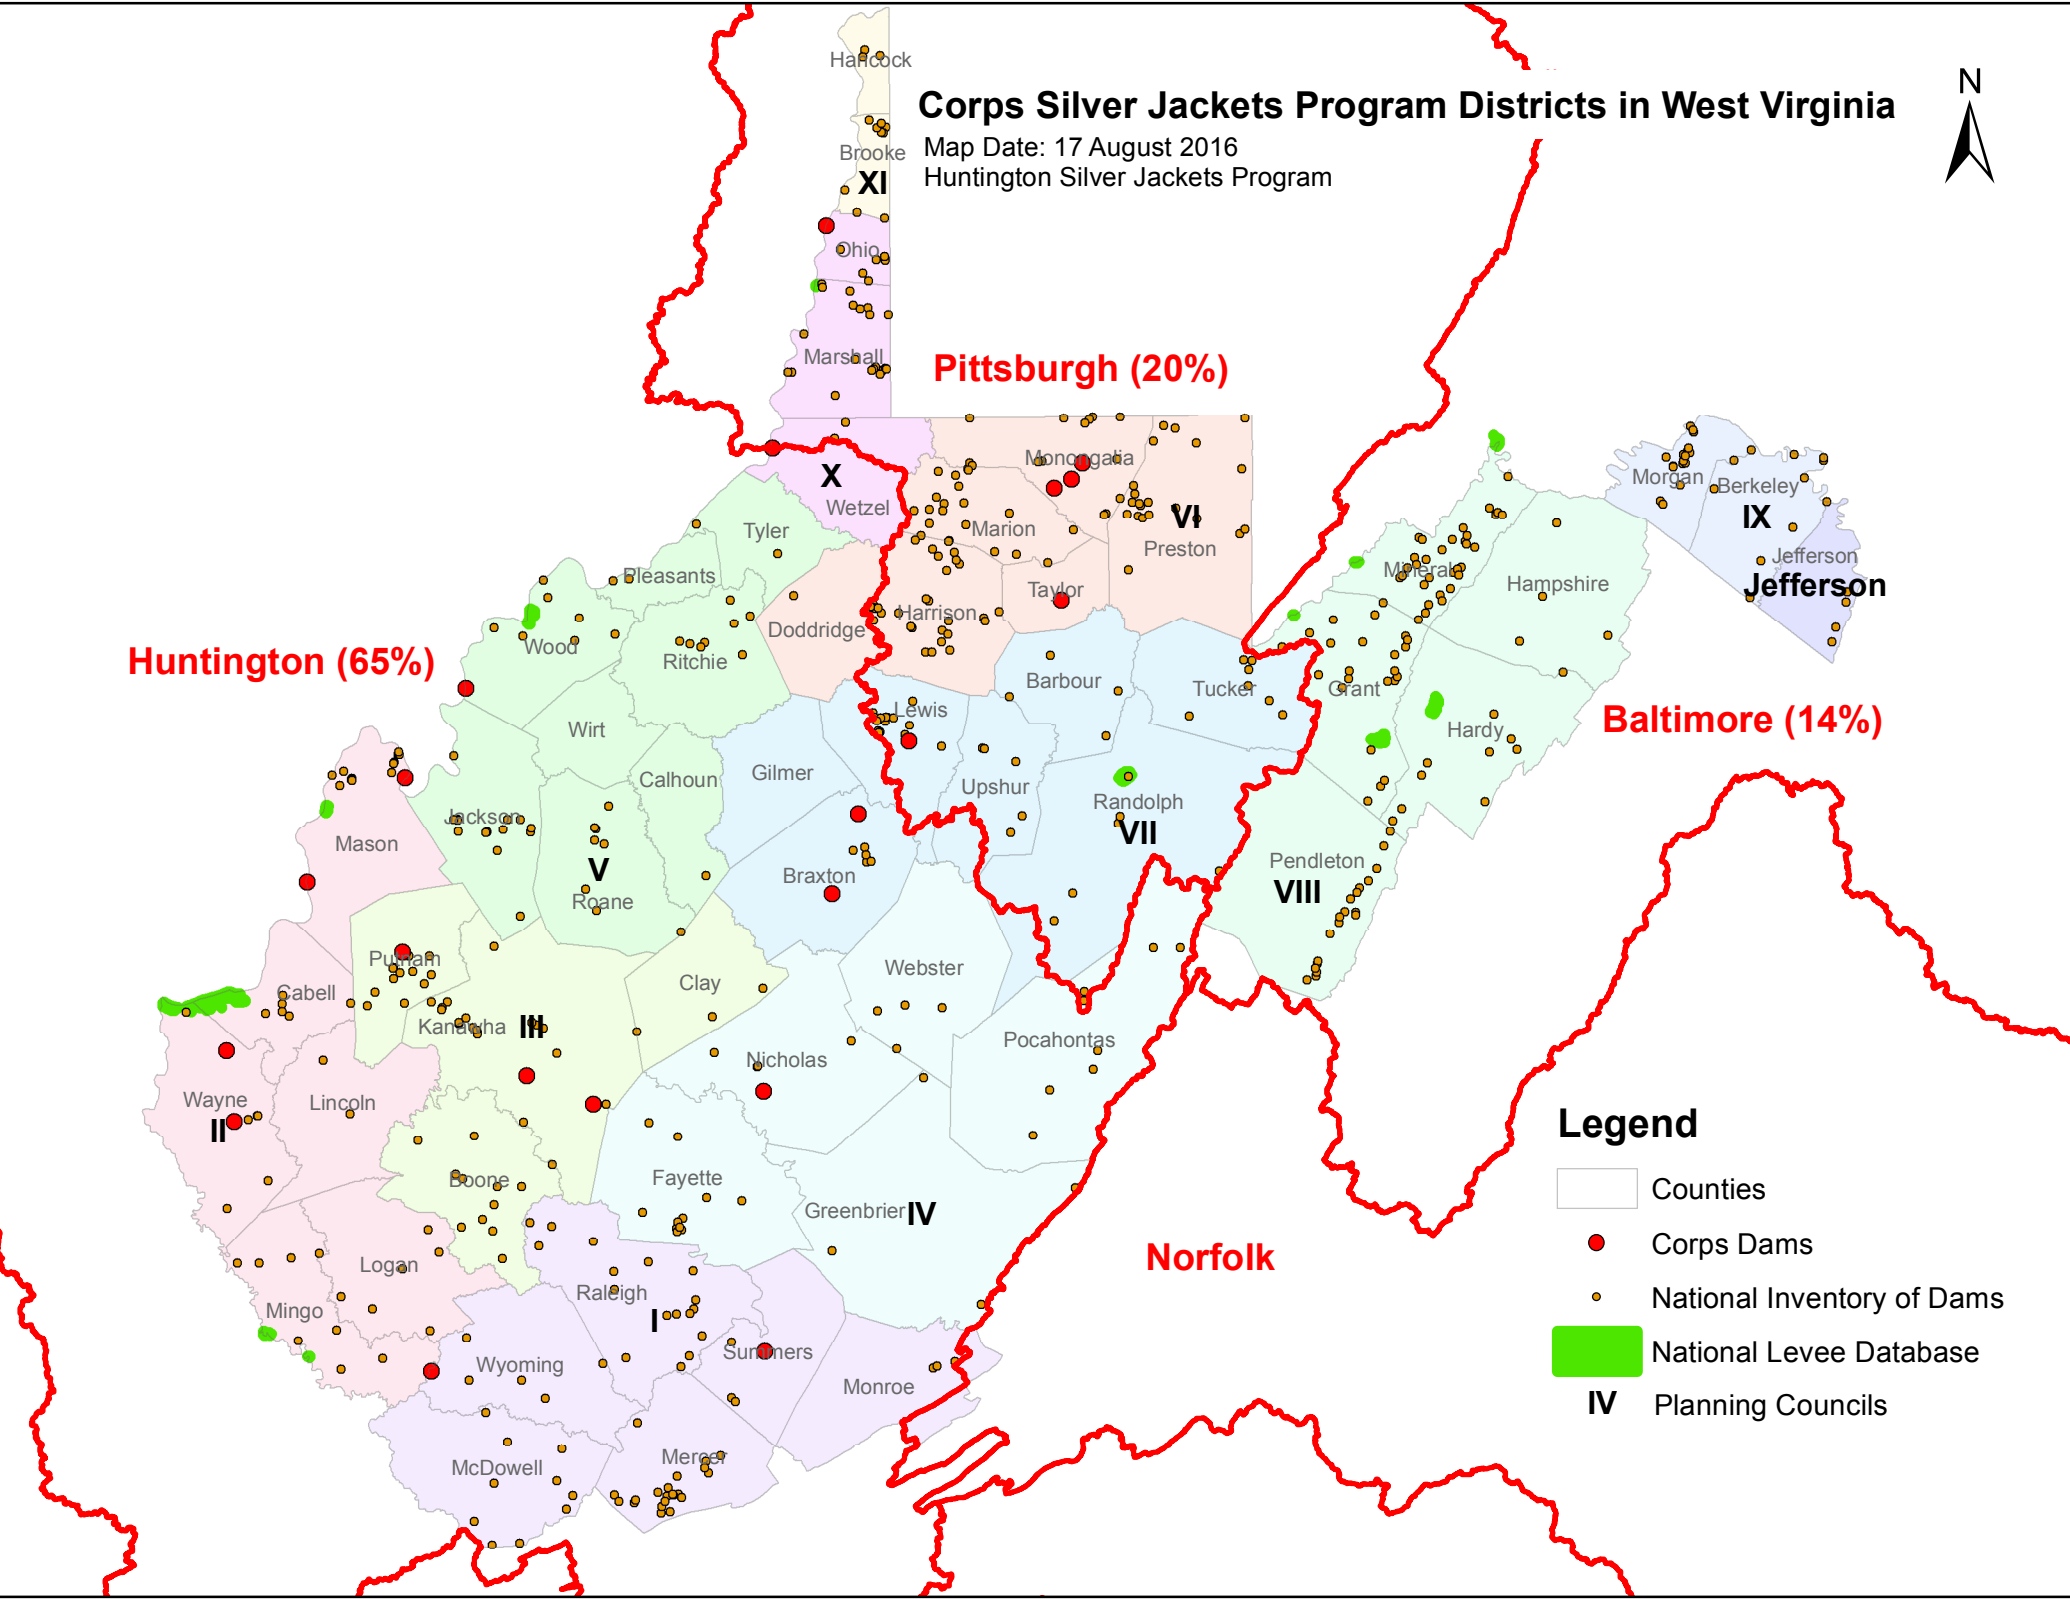 Hancock
N
Corps Silver Jackets Program Districts in West Virginia
Map Date: 17 August 2016
Huntington Silver Jackets Program
Brooke
XI
Ohio
Marshall
Pittsburgh (20%)
Monongalia
X
Wetzel
Morgan
Berkeley
IX
VI
Marion
Preston
Tyler
Jefferson
Jefferson
Mineral
Hampshire
Pleasants
Taylor
Harrison
Doddridge
Wood
Ritchie
Huntington (65%)
Barbour
Tucker
Grant
Lewis
Hardy
Baltimore (14%)
Wirt
Gilmer
Calhoun
Upshur
Randolph
VII
Jackson
Mason
V
Roane
Braxton
Pendleton
VIII
Putnam
Webster
Clay
Cabell
Kanawha
III
Pocahontas
Nicholas
Wayne
II
Lincoln
Legend
Boone
Fayette
Counties
Greenbrier
IV
Corps Dams
Norfolk
Logan
Raleigh
I
Mingo
National Inventory of Dams
Summers
National Levee Database
Wyoming
Monroe
IV
Planning Councils
McDowell
Mercer